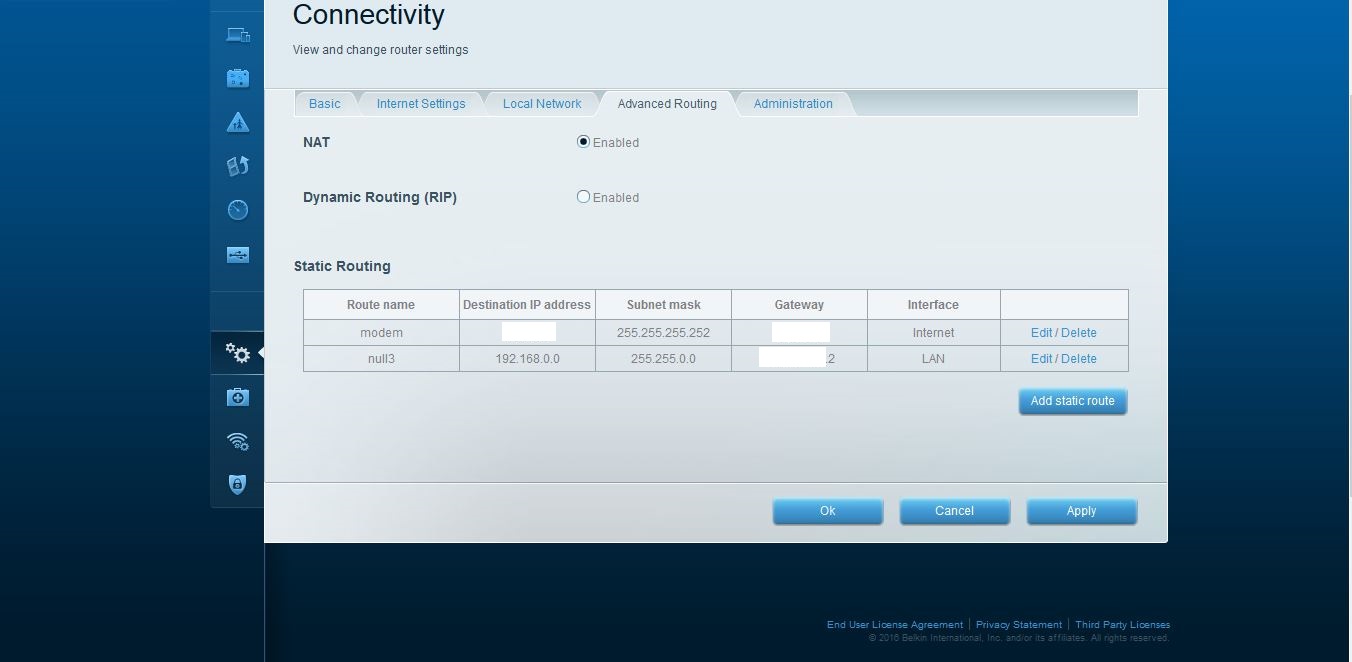 Connectivity
View and change router settings
Basic Internet Settings Local Network Advanced Routing Administration
NAT Enabled
Dynamic Routing (RIP) Enabled
Static Routing
Route name Destination IP address Subnet mask Gateway Interface
modem 255.255.255.252 Internet Edit / Delete
null3 192.168.0.0 255.255.0.0 .2 LAN Edit / Delete
Add static route
Ok Cancel Apply
End User License Agreement | Privacy Statement | Third Party Licenses
© 2016 Belkin International, Inc. and/or its affiliates. All rights reserved.